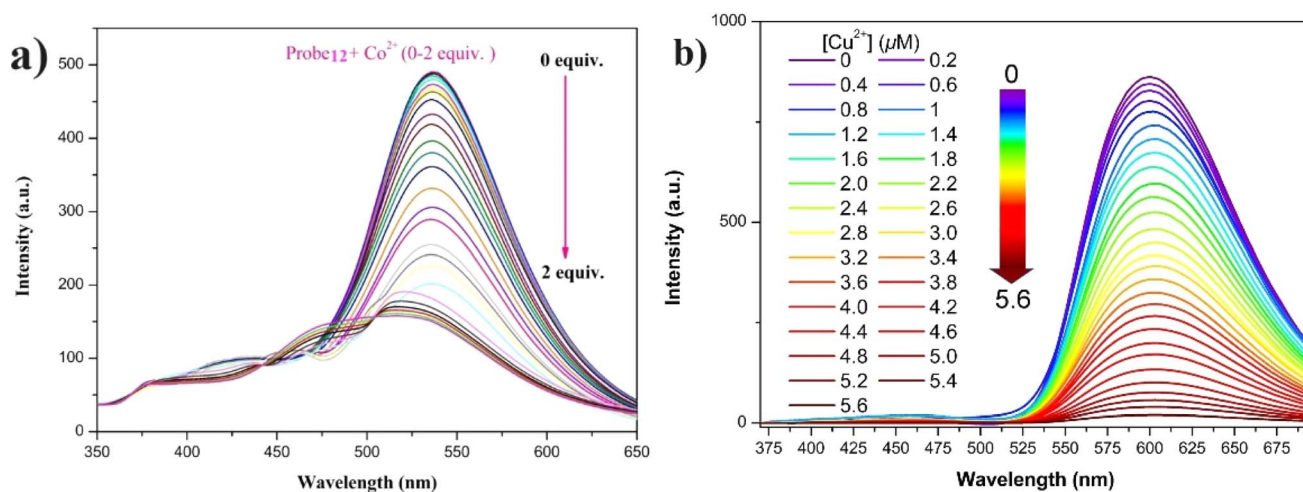 a)
Probe12 + Co2+ (0-2 equiv. )
0 equiv.
2 equiv.
500
400
300
200
100
0
Intensity (a.u.)
350 400 450 500 550 600 650
Wavelength (nm)
b)
[Cu2+] (µM)
0 0.2
0.4 0.6
0.8 1
1.2 1.4
1.6 1.8
2.0 2.2
2.4 2.6
2.8 3.0
3.2 3.4
3.6 3.8
4.0 4.2
4.4 4.6
4.8 5.0
5.2 5.4
5.6
0
5.6
1000
500
0
Intensity (a.u.)
375 400 425 450 475 500 525 550 575 600 625 650 675
Wavelength (nm)